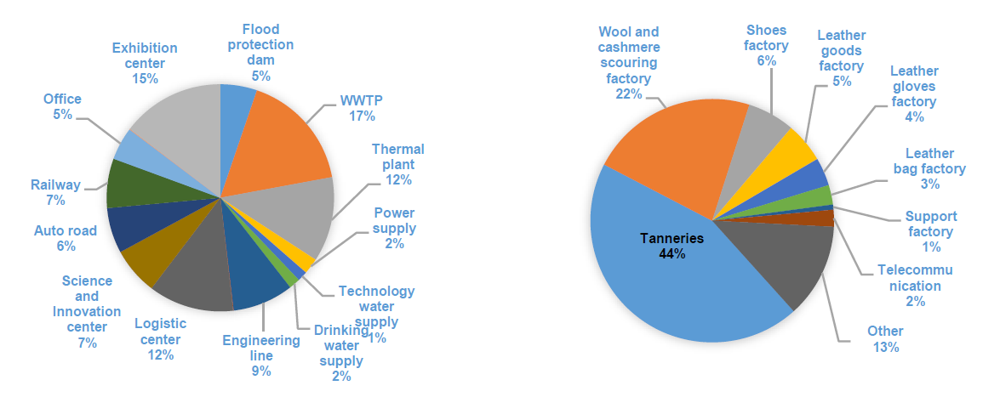 Flood
protection
dam
5%
WWTP
17%
Thermal
plant
12%
Power
supply
2%
Technology
water
supply
1%
Drinking
water
supply
2%
Engineering
line
9%
Logistic
center
12%
Science
and
Innovation
center
7%
Auto road
6%
Railway
7%
Office
5%
Exhibition
center
15%
Wool and
cashmere
scouring
factory
22%
Shoes
factory
6%
Leather
goods
factory
5%
Leather
gloves
factory
4%
Leather
bag factory
3%
Support
factory
1%
Telecommu
nication
2%
Other
13%
Tanneries
44%